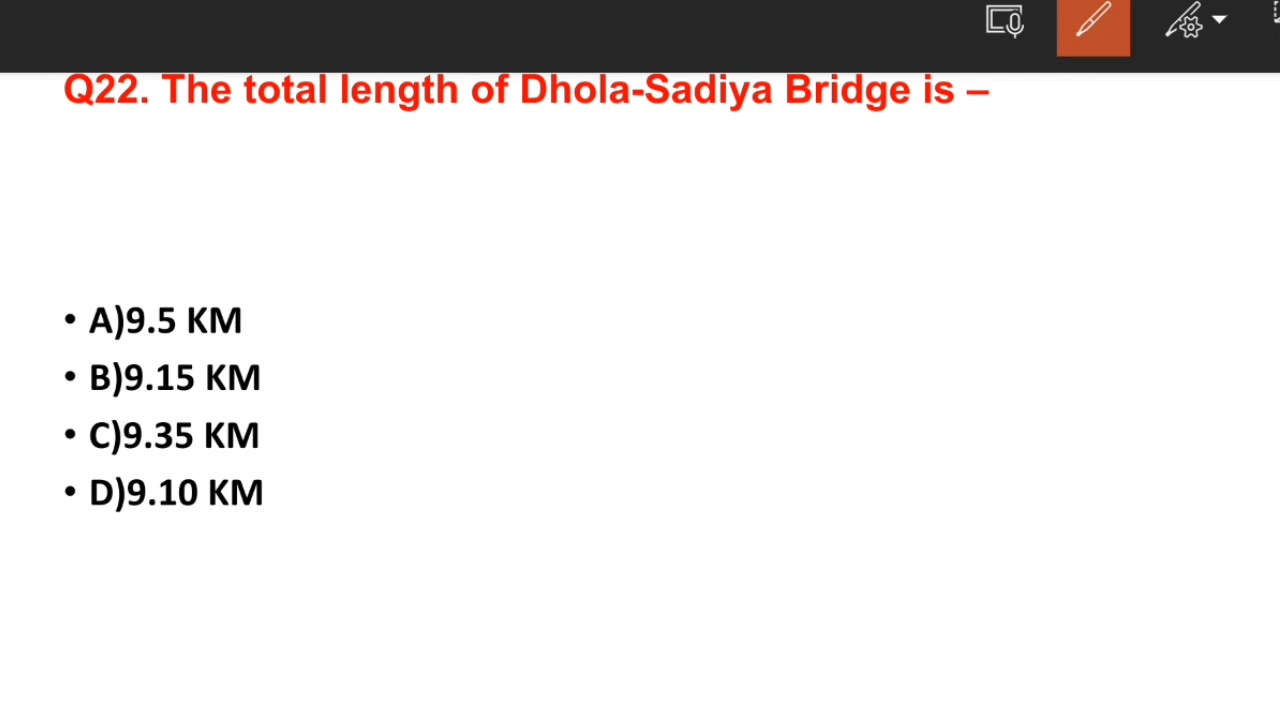 Q22. The total length of Dhola-Sadiya Bridge is –
• A)9.5 KM
• B)9.15 KM
• C)9.35 KM
• D)9.10 KM